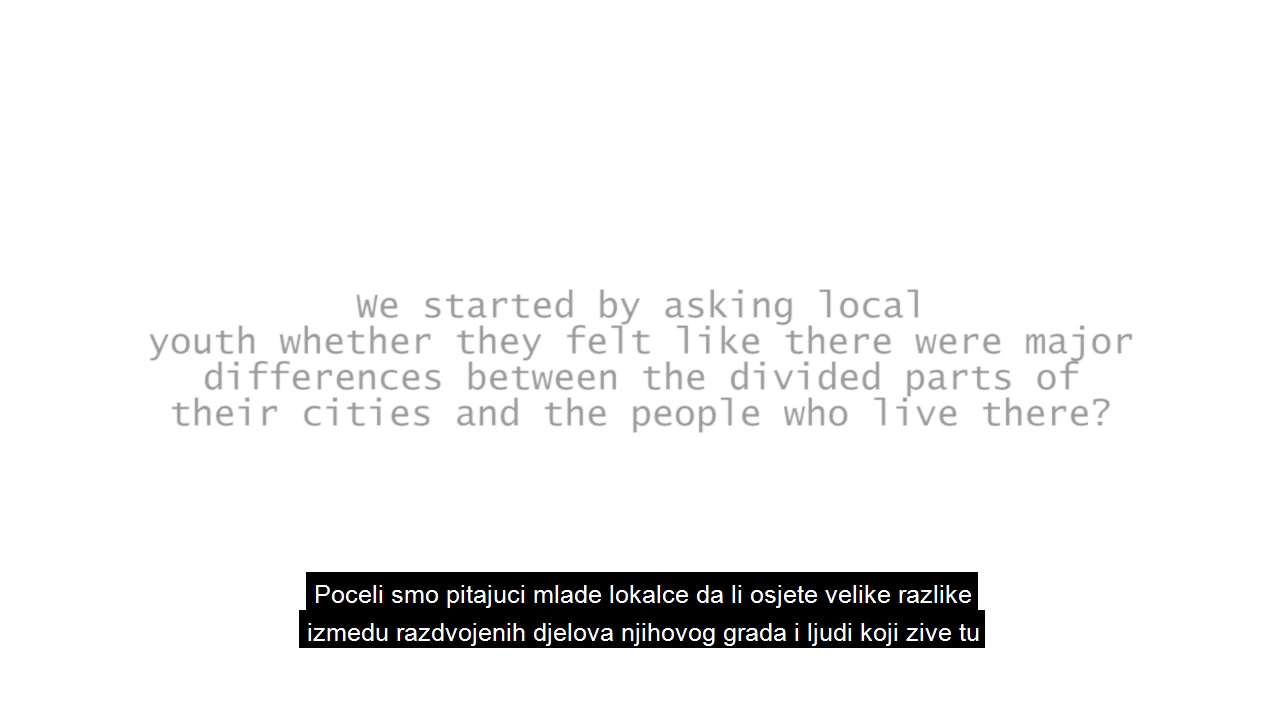 We started by asking local
youth whether they felt like there were major
differences between the divided parts of
their cities and the people who live there?
Poceli smo pitajuci mlade lokalce da li osjete velike razlike
izmedu razdvojenih djelova njihovog grada i ljudi koji zive tu